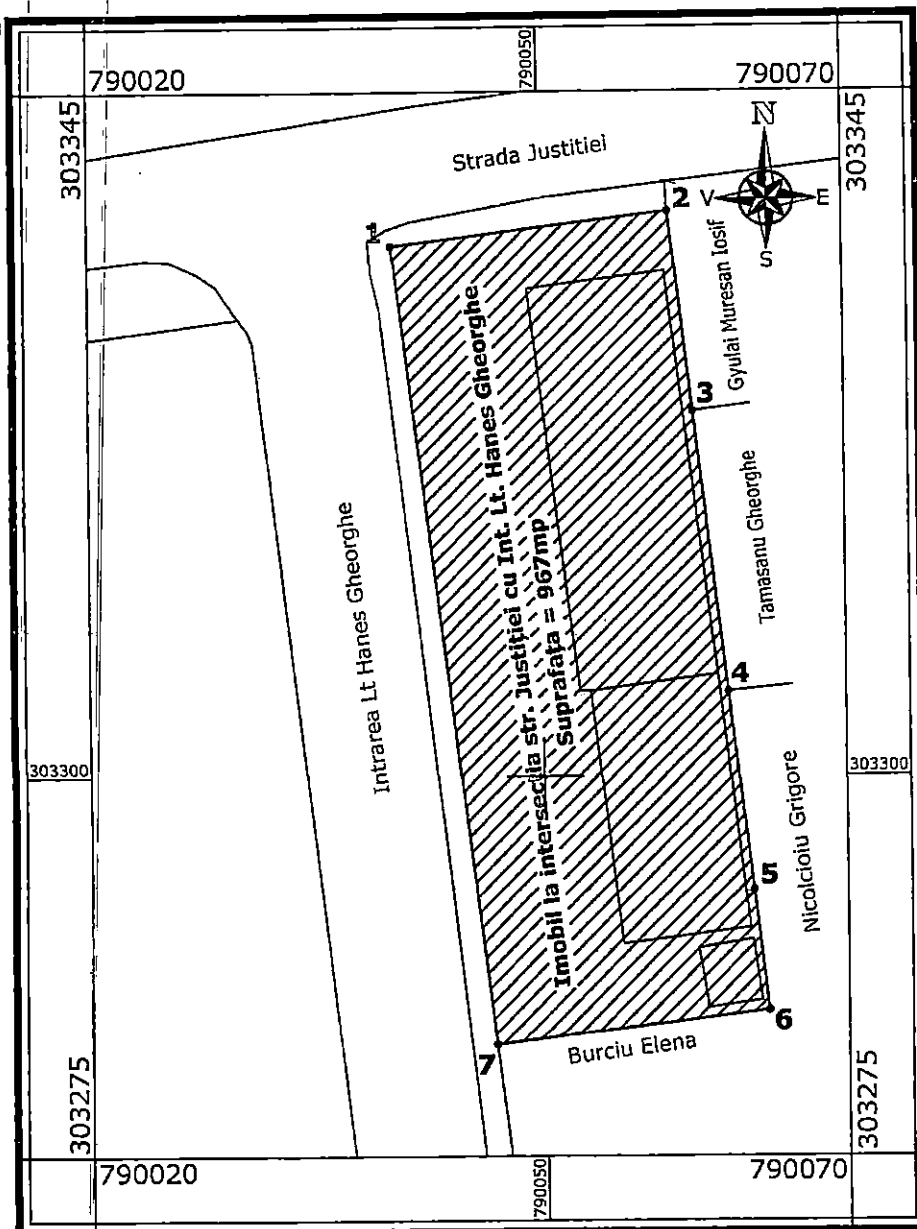 790050
790020
790070
303345
303345
Strada Justitiei
N
V
E
S
1
2
Gyulai Muresan Iosif
3
Imobil la intersecția str. Justiției cu Int. Lt. Hanes Gheorghe
Suprafața = 967mp
Tamasanu Gheorghe
Intrarea Lt Hanes Gheorghe
4
303300
303300
Nicolcioiu Grigore
5
6
7
Burciu Elena
303275
303275
790020
790050
790070